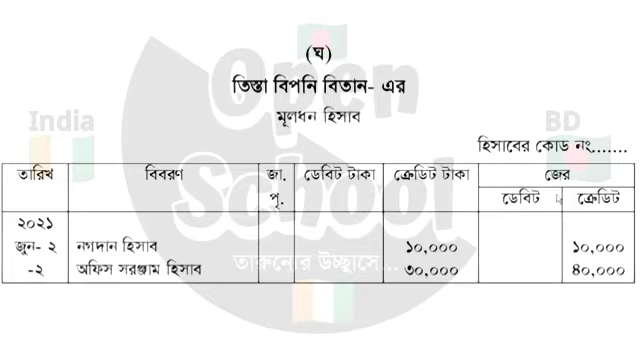 Open
(ঘ)
তিস্তা বিপনি বিতান- এর
মূলধন হিসাব
India
BD
হিসাবের কোড নং.......
তারিখ বিবরণ জা. পৃ. ডেবিট টাকা ক্রেডিট টাকা জের
ডেবিট ক্রেডিট
School
২০২১
জুন- ২ নগদান হিসাব ১০,০০০ ১০,০০০
-২ অফিস সরঞ্জাম হিসাব ৩০,০০০ ৪০,০০০
তারুন্যের উচ্ছ্বাসে...